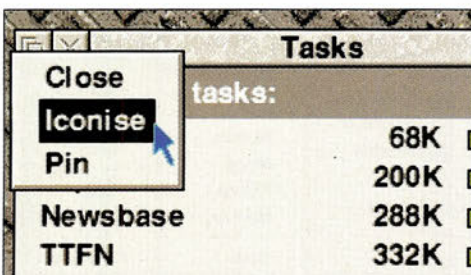 Tasks
Close
tasks:
Iconise
68K
Pin
200K
Newsbase 288K
TTFN 332K